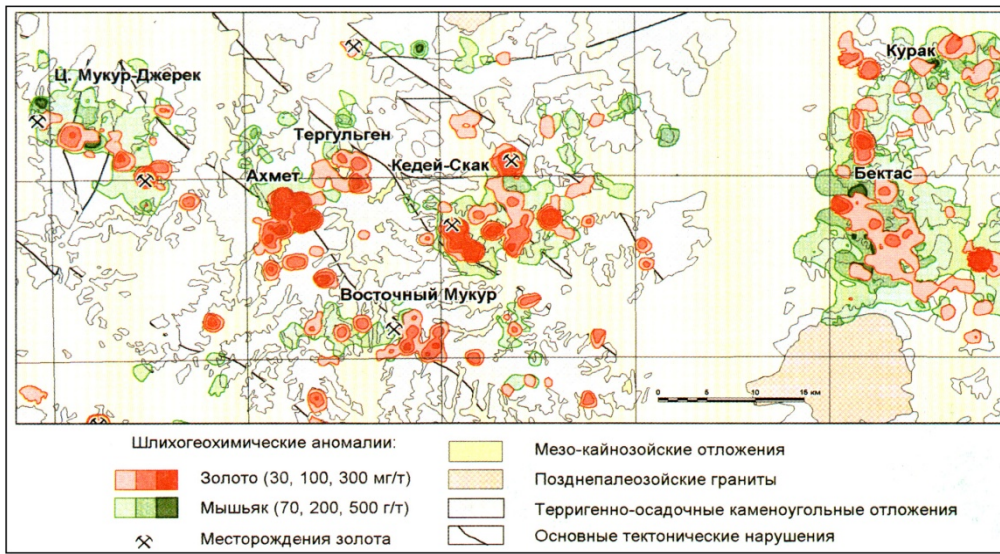 Курак
Ц. Мукур-Джерек
Тергульген
Кедей-Скак
Ахмет
Бектас
Восточный Мукур
0 5 10 15 км
Шлихогеохимические аномалии:
Золото (30, 100, 300 мг/т)
Мышьяк (70, 200, 500 г/т)
Месторождения золота
Мезо-кайнозойские отложения
Позднепалеозойские граниты
Терригенно-осадочные каменоугольные отложения
Основные тектонические нарушения